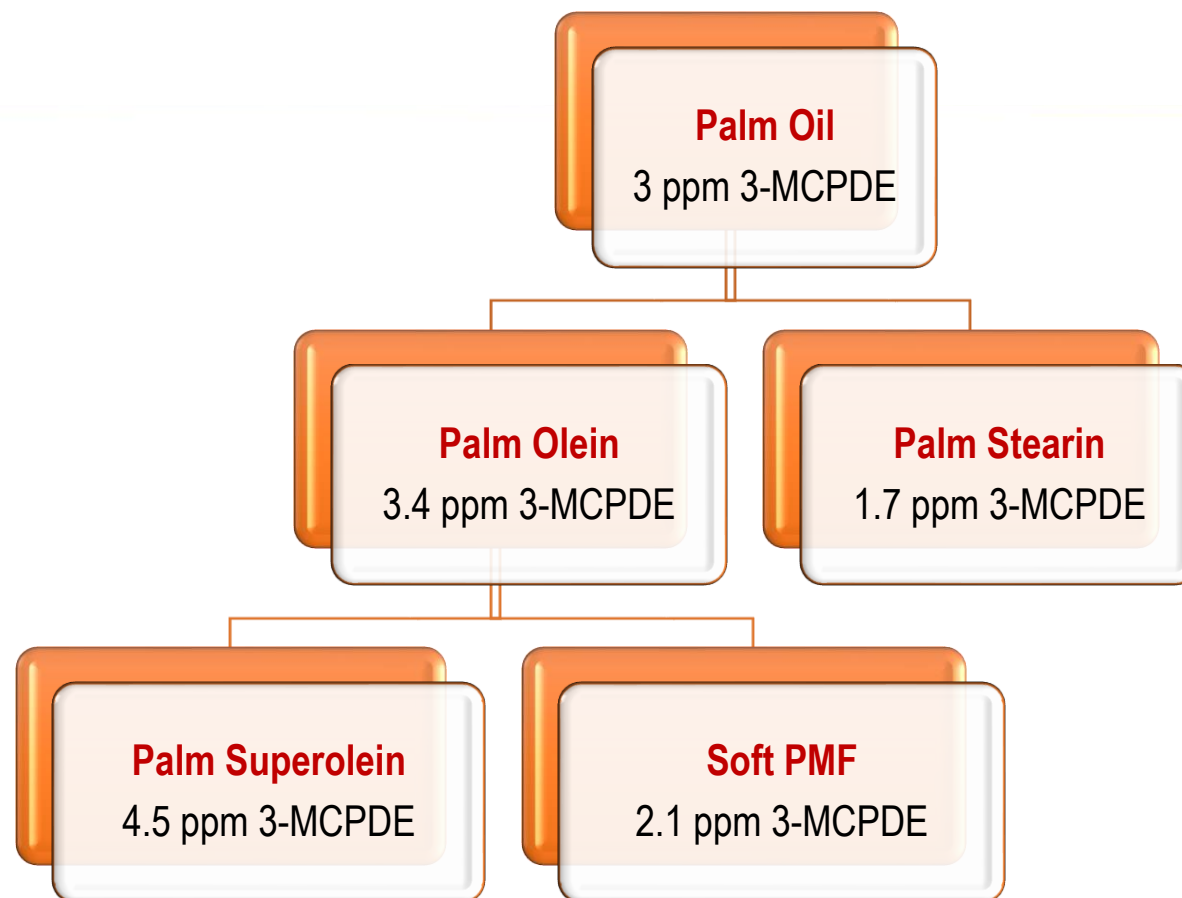 Palm Oil
3 ppm 3-MCPDE
Palm Olein
3.4 ppm 3-MCPDE
Palm Stearin
1.7 ppm 3-MCPDE
Palm Superolein
4.5 ppm 3-MCPDE
Soft PMF
2.1 ppm 3-MCPDE